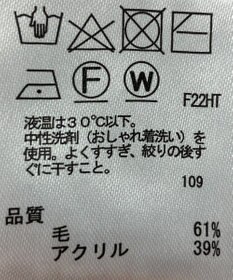 F
W
F22HT
液温は30℃以下。
中性洗剤（おしゃれ着洗い）を
使用。よくすすぎ、絞りの後す
ぐに干すこと。
109
品質
毛 61%
アクリル 39%